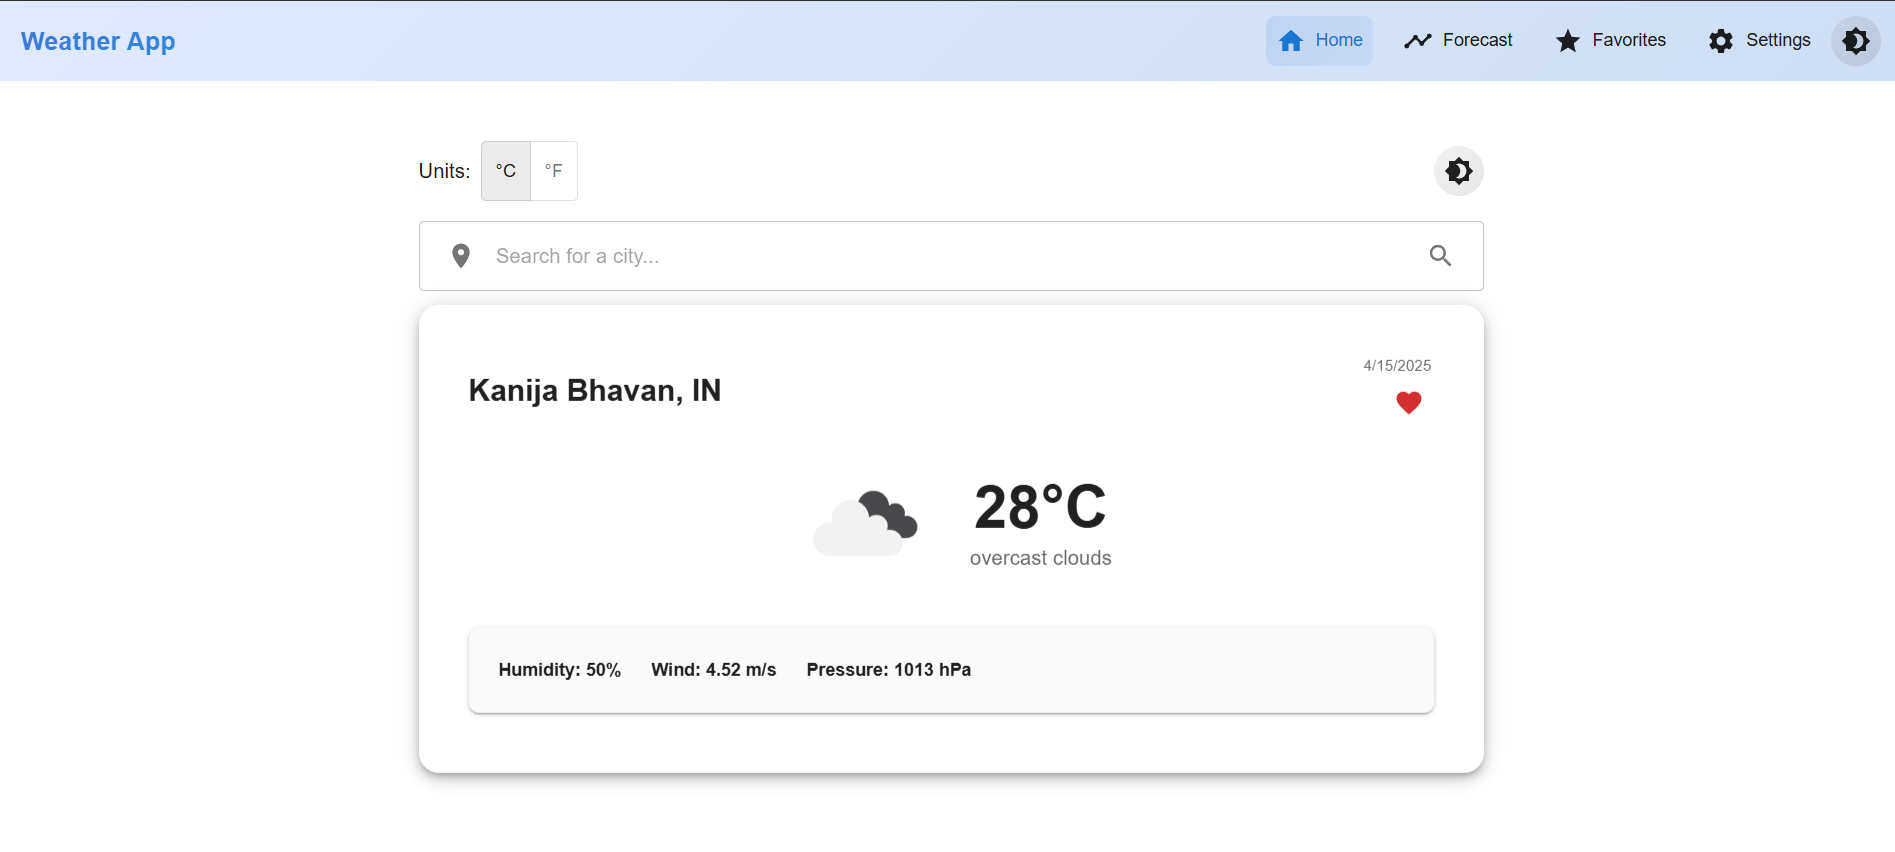 Weather App
Home Forecast Favorites Settings
Units: °C °F
Search for a city...
4/15/2025
Kanija Bhavan, IN
28°C
overcast clouds
Humidity: 50% Wind: 4.52 m/s Pressure: 1013 hPa